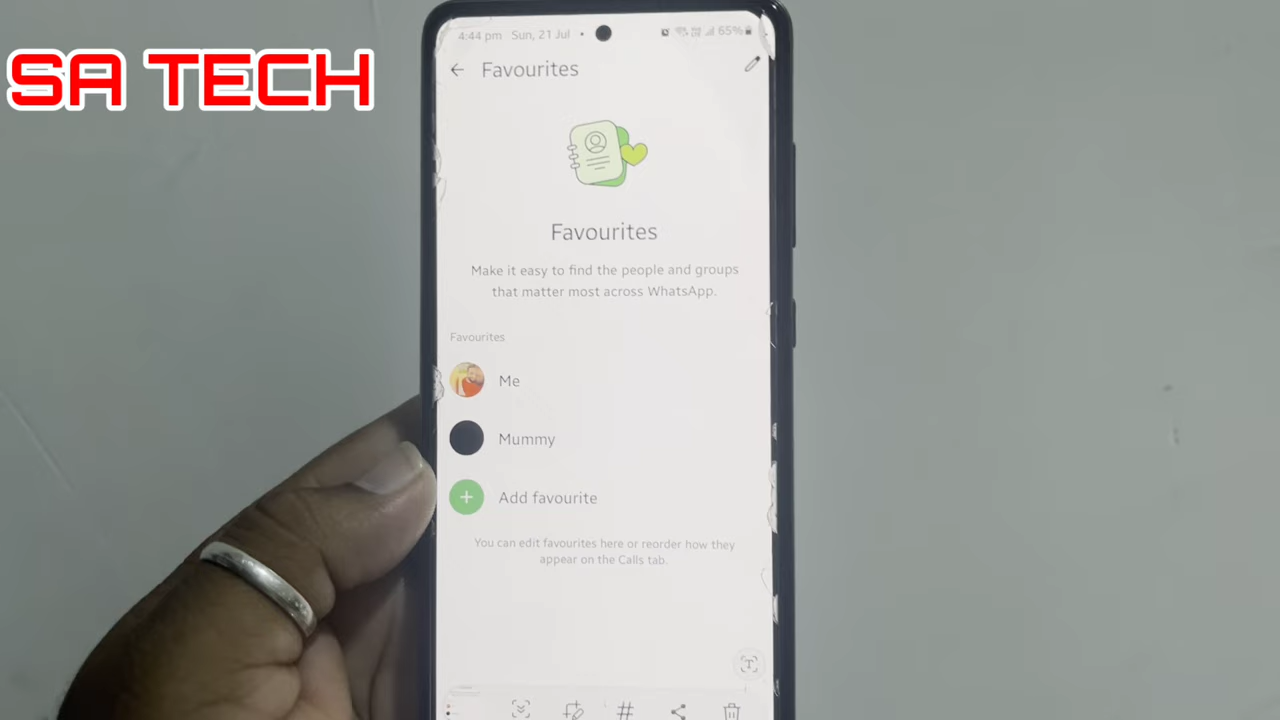 SA TECH
4:44 pm Sun, 21 Jul •
65%
Favourites
Favourites
Make it easy to find the people and groups
that matter most across WhatsApp.
Favourites
Me
Mummy
+ Add favourite
You can edit favourites here or reorder how they
appear on the Calls tab.
T
#